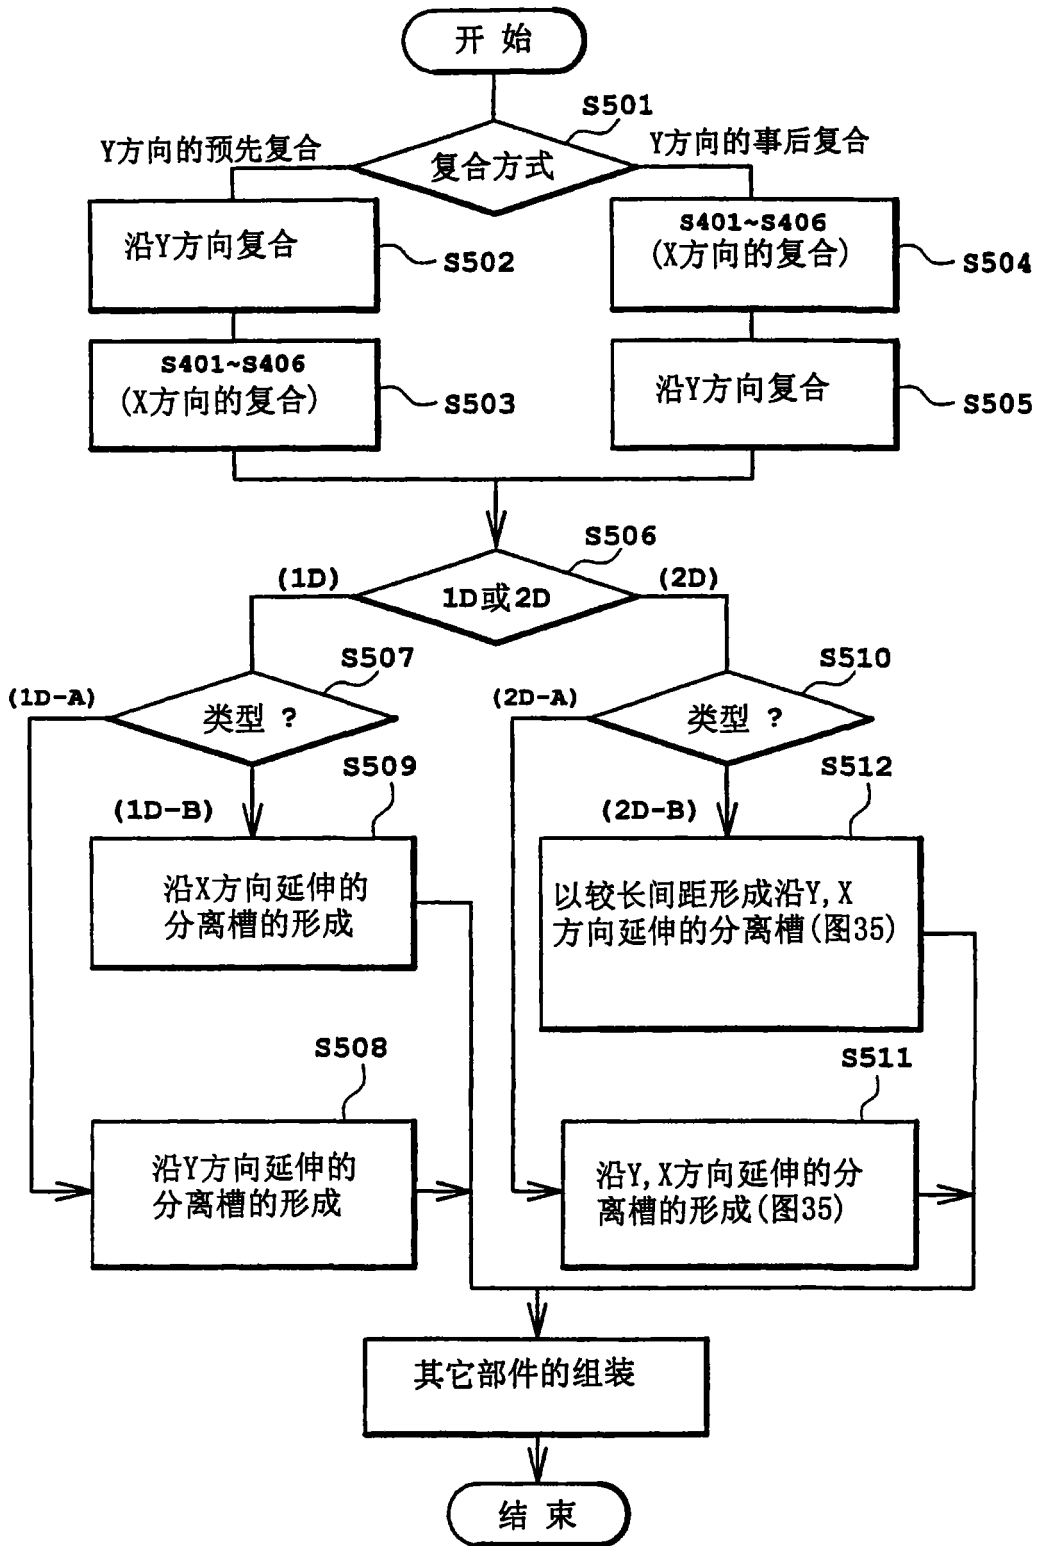 开 始
S501
Y方向的预先复合
复合方式
Y方向的事后复合
沿Y方向复合
S502
S401~S406
(X方向的复合)
S504
S401~S406
(X方向的复合)
S503
沿Y方向复合
S505
S506
(1D)
1D或2D
(2D)
S507
(1D-A)
类型 ?
S510
(2D-A)
类型 ?
S509
(1D-B)
沿X方向延伸的
分离槽的形成
S512
(2D-B)
以较长间距形成沿Y,X
方向延伸的分离槽(图35)
S508
沿Y方向延伸的
分离槽的形成
S511
沿Y,X方向延伸的分
离槽的形成(图35)
其它部件的组装
结 束